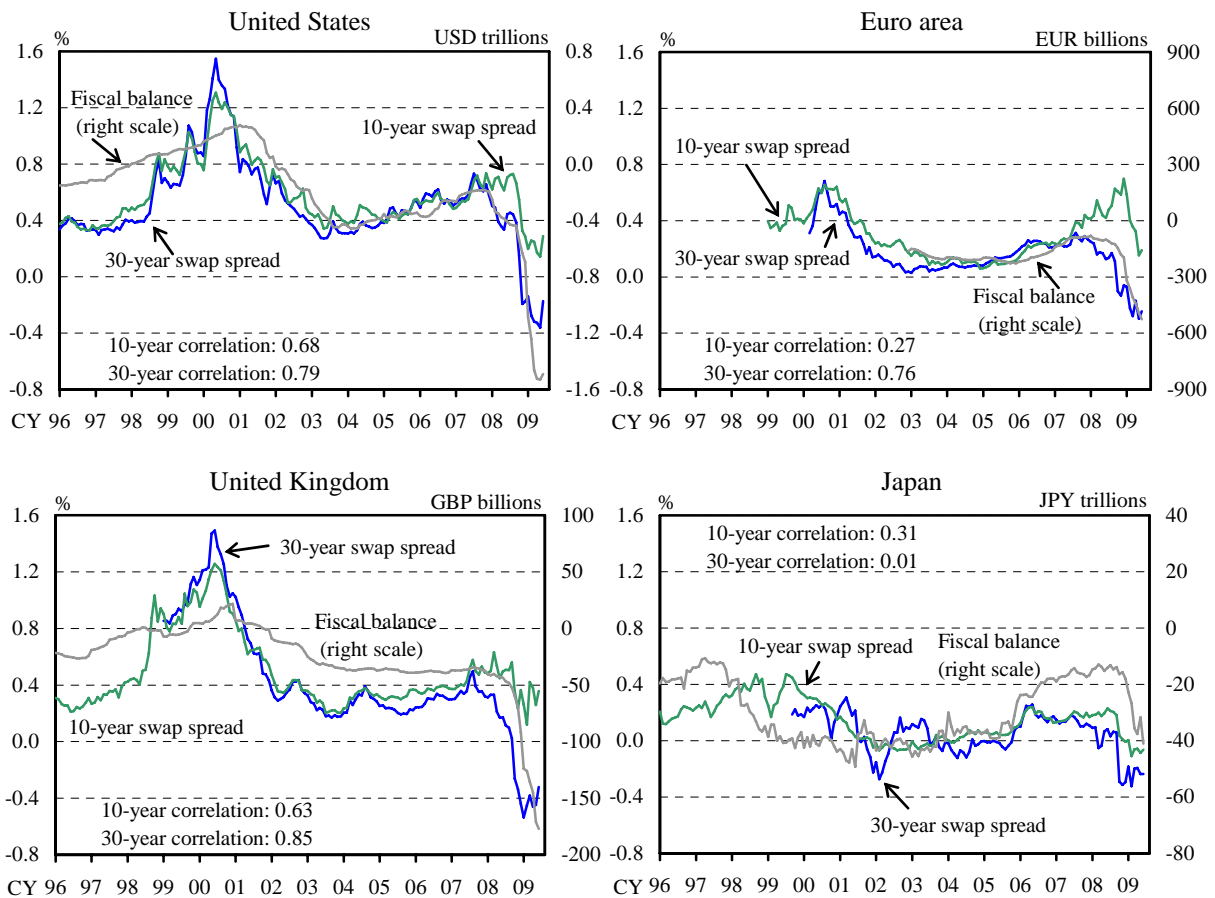 United States
% USD trillions
1.6 0.8
Fiscal balance
(right scale)
1.2 0.4
10-year swap spread
0.8 0.0
0.4 -0.4
30-year swap spread
0.0 -0.8
-0.4 -1.2
10-year correlation: 0.68
30-year correlation: 0.79
-0.8 -1.6
CY 96 97 98 99 00 01 02 03 04 05 06 07 08 09
Euro area
% EUR billions
1.6 900
1.2 600
10-year swap spread
0.8 300
0.4 0
30-year swap spread
0.0 -300
Fiscal balance
(right scale)
-0.4 -600
10-year correlation: 0.27
30-year correlation: 0.76
-0.8 -900
CY 96 97 98 99 00 01 02 03 04 05 06 07 08 09
United Kingdom
% GBP billions
1.6 100
30-year swap spread
1.2 50
0.8 0
Fiscal balance
(right scale)
0.4 -50
10-year swap spread
0.0 -100
-0.4 -150
10-year correlation: 0.63
30-year correlation: 0.85
-0.8 -200
CY 96 97 98 99 00 01 02 03 04 05 06 07 08 09
Japan
% JPY trillions
1.6 40
10-year correlation: 0.31
30-year correlation: 0.01
1.2 20
0.8 0
10-year swap spread
Fiscal balance
(right scale)
0.4 -20
0.0 -40
-0.4 -60
30-year swap spread
-0.8 -80
CY 96 97 98 99 00 01 02 03 04 05 06 07 08 09